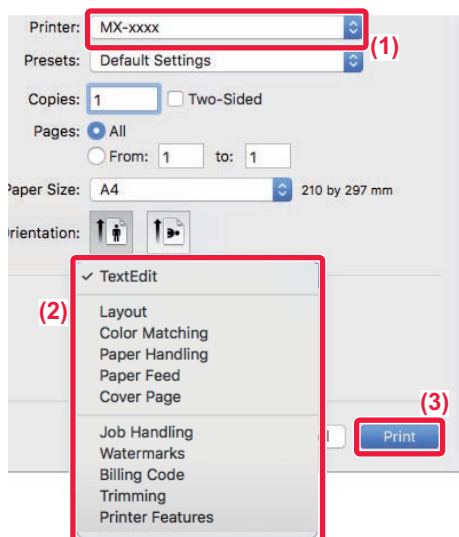 Printer: MX-xxxx
(1)
Presets: Default Settings
Copies: 1 Two-Sided
Pages: All
From: 1 to: 1
Paper Size: A4 210 by 297 mm
rientation:
(2)
✓ TextEdit
Layout
Color Matching
Paper Handling
Paper Feed
Cover Page
Job Handling
Watermarks
Billing Code
Trimming
Printer Features
(3)
l Print